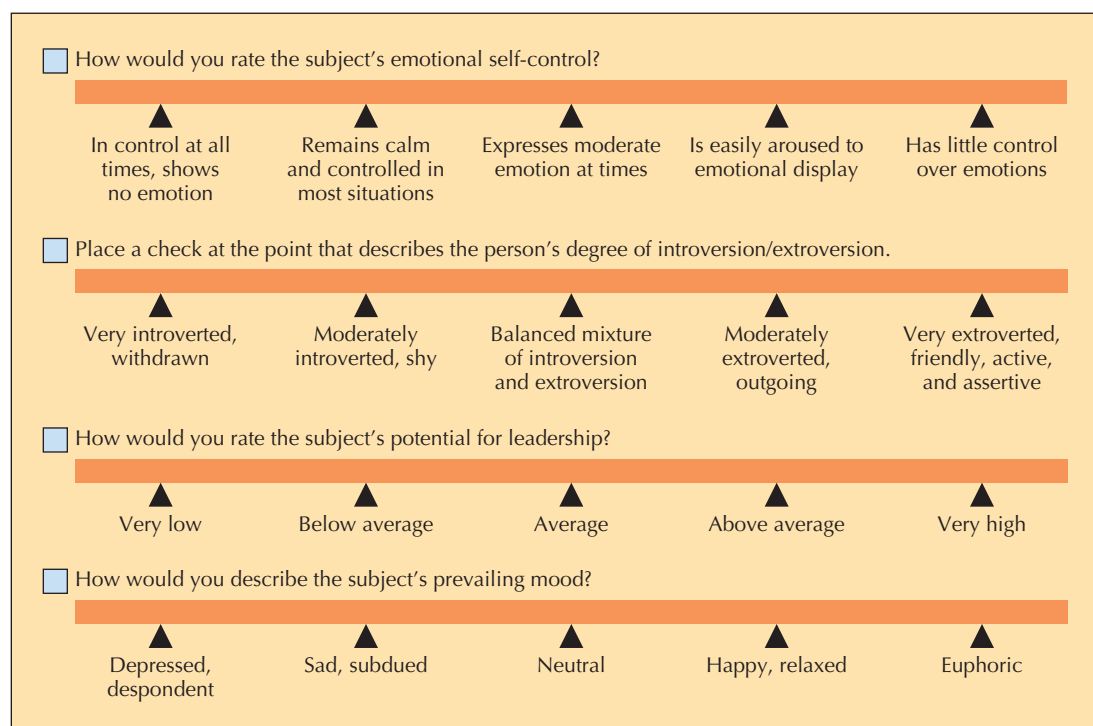 How would you rate the subject’s emotional self-control?
In control at all
times, shows
no emotion
Remains calm
and controlled in
most situations
Expresses moderate
emotion at times
Is easily aroused to
emotional display
Has little control
over emotions
Place a check at the point that describes the person’s degree of introversion/extroversion.
Very introverted,
withdrawn
Moderately
introverted, shy
Balanced mixture
of introversion
and extroversion
Moderately
extroverted,
outgoing
Very extroverted,
friendly, active,
and assertive
How would you rate the subject’s potential for leadership?
Very low
Below average
Average
Above average
Very high
How would you describe the subject’s prevailing mood?
Depressed,
despondent
Sad, subdued
Neutral
Happy, relaxed
Euphoric